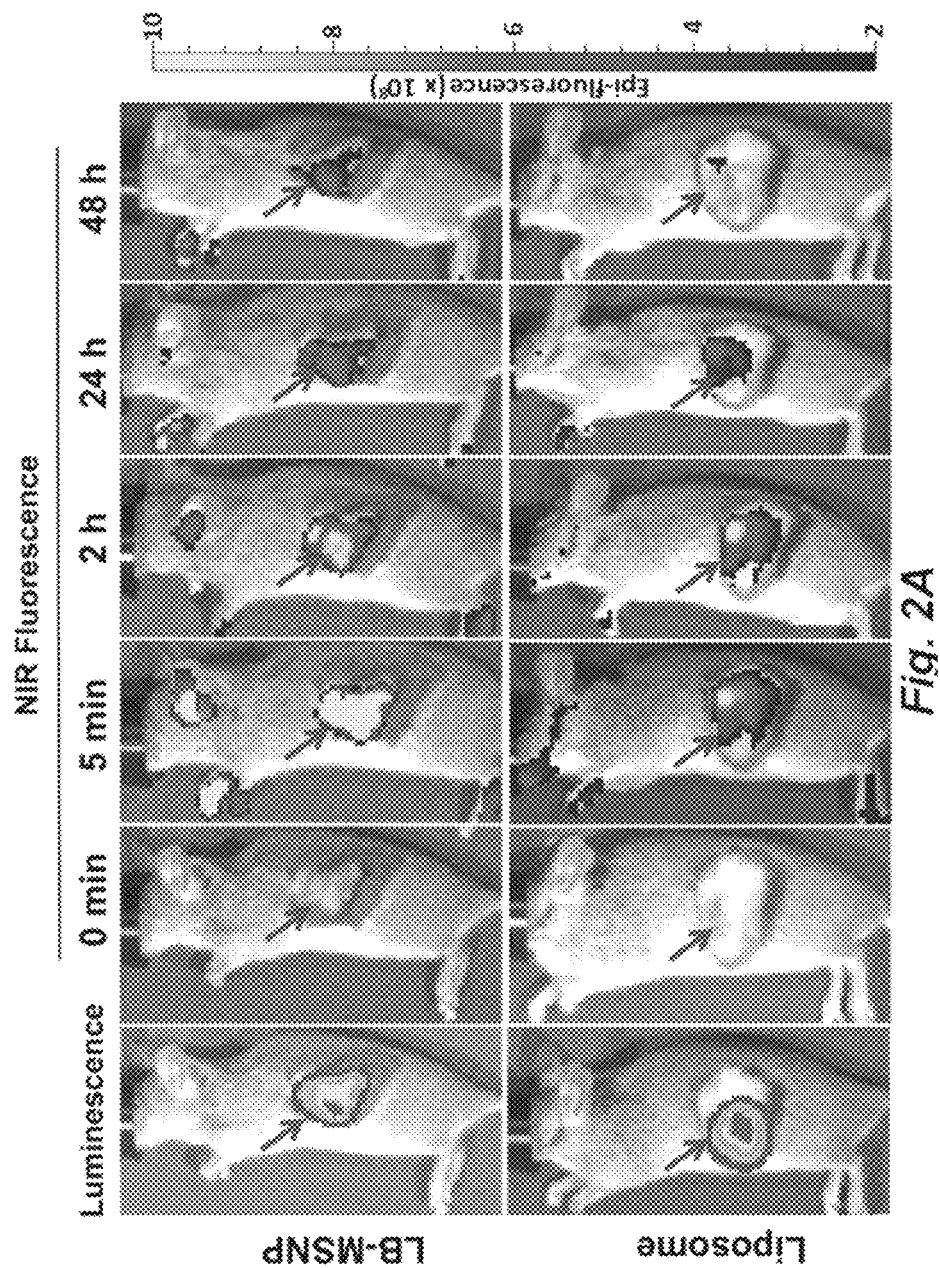 NIR Fluorescence
Luminescence 0 min 5 min 2 h 24 h 48 h
LB-MSNP
Liposome
10
8
6
4
2
Epi-fluorescence (x 10⁸)
Fig. 2A